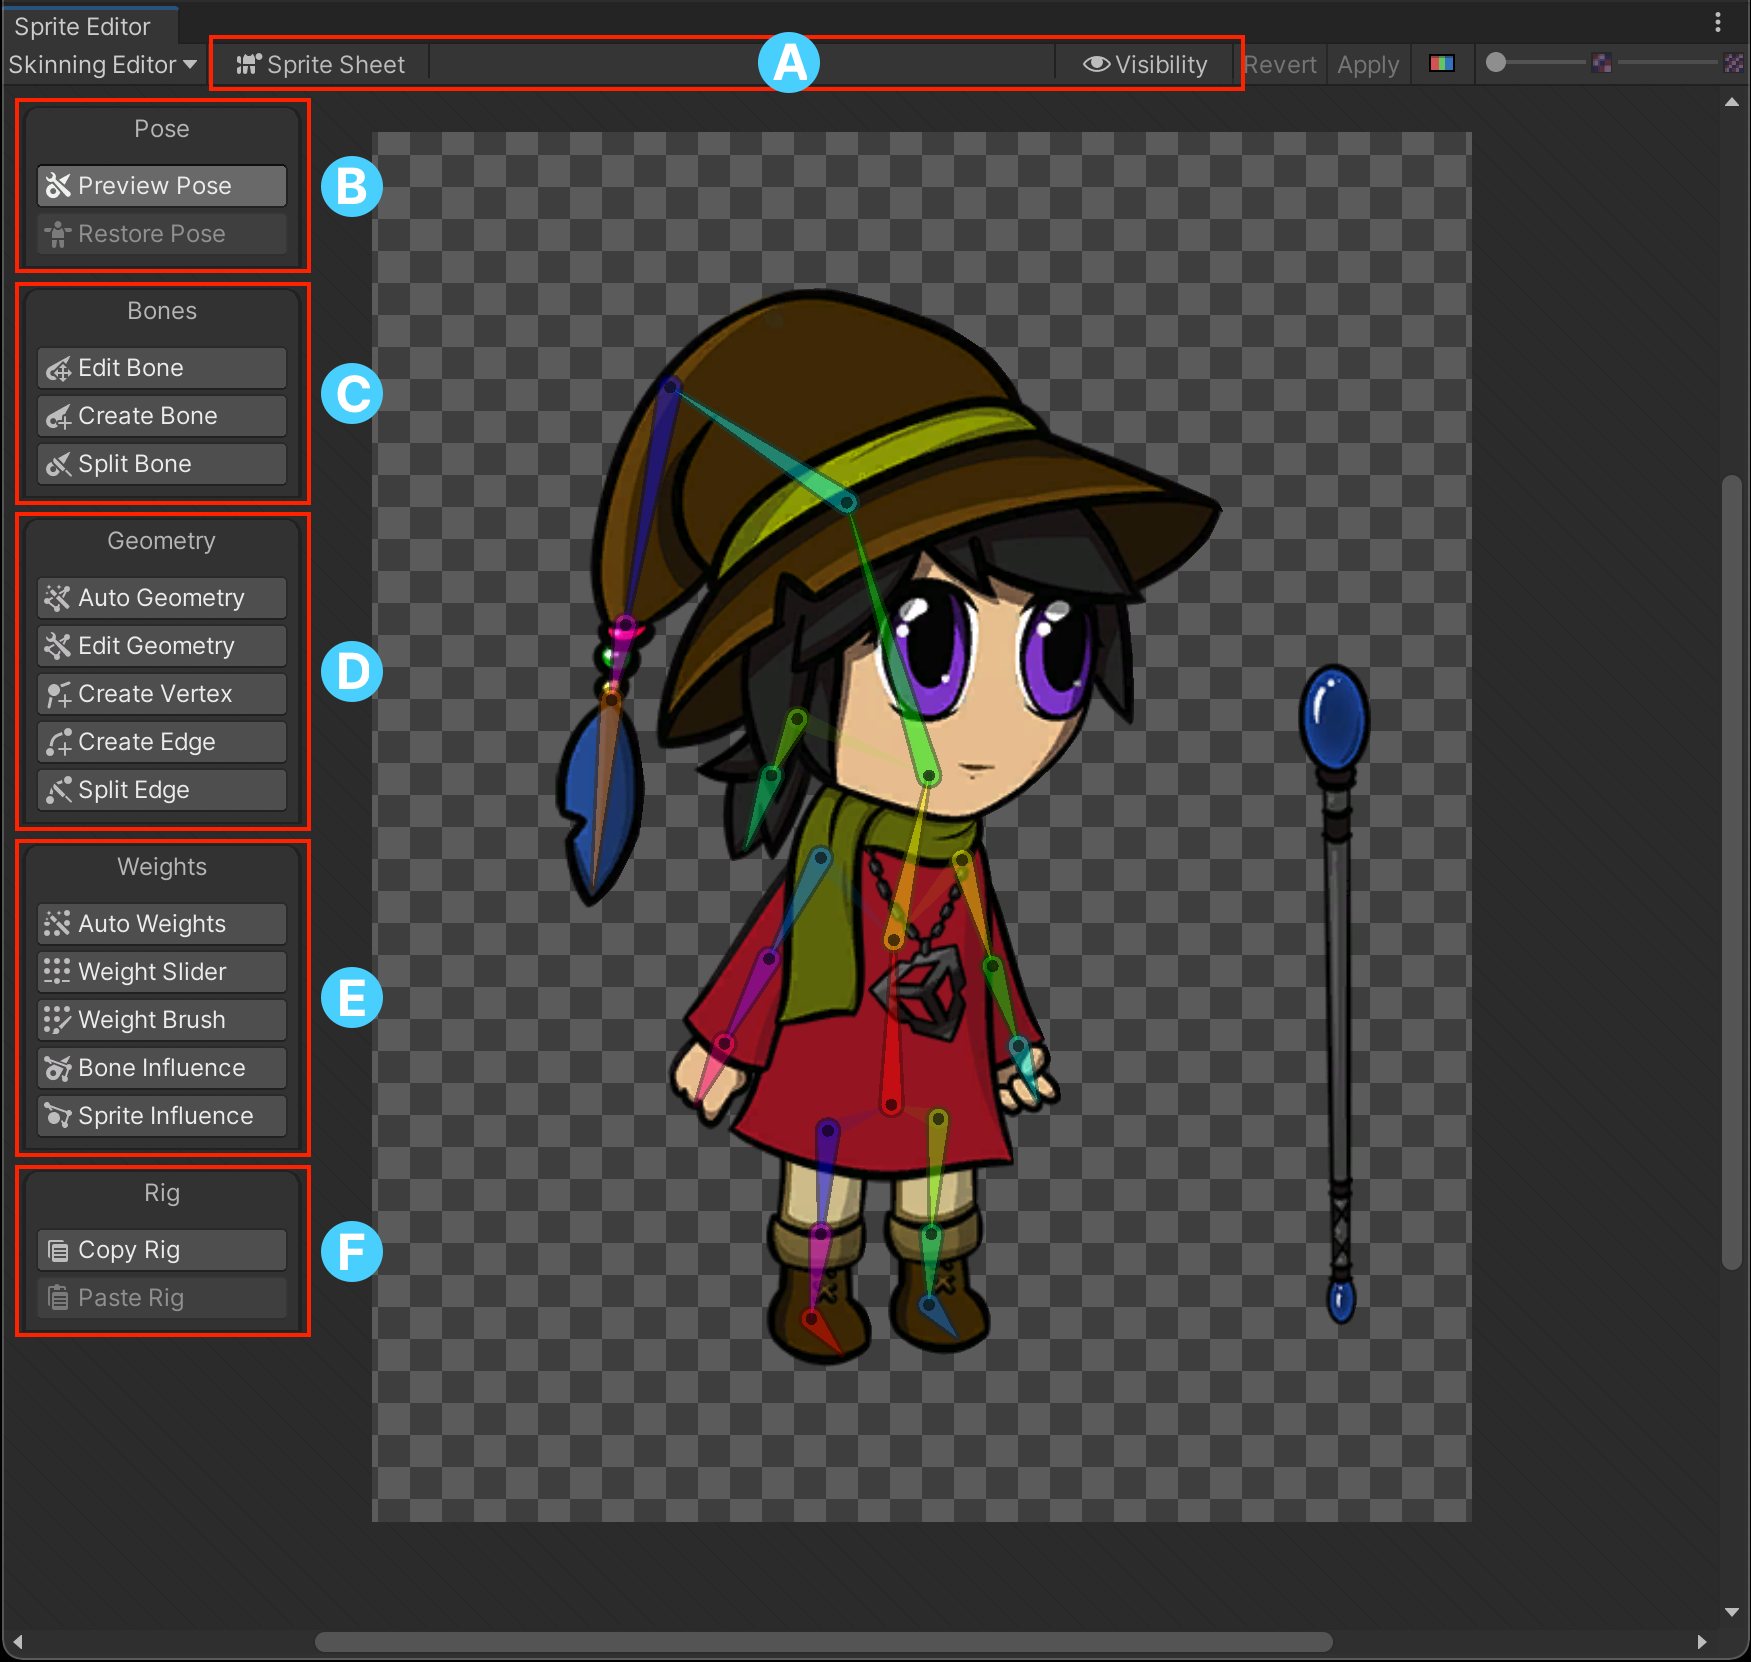 Sprite Editor
Skinning Editor Sprite Sheet A Visibility Revert Apply
Pose
Preview Pose
B
Restore Pose
Bones
Edit Bone
C
Create Bone
Split Bone
Geometry
Auto Geometry
Edit Geometry
D
Create Vertex
Create Edge
Split Edge
Weights
Auto Weights
Weight Slider
E
Weight Brush
Bone Influence
Sprite Influence
Rig
Copy Rig
F
Paste Rig